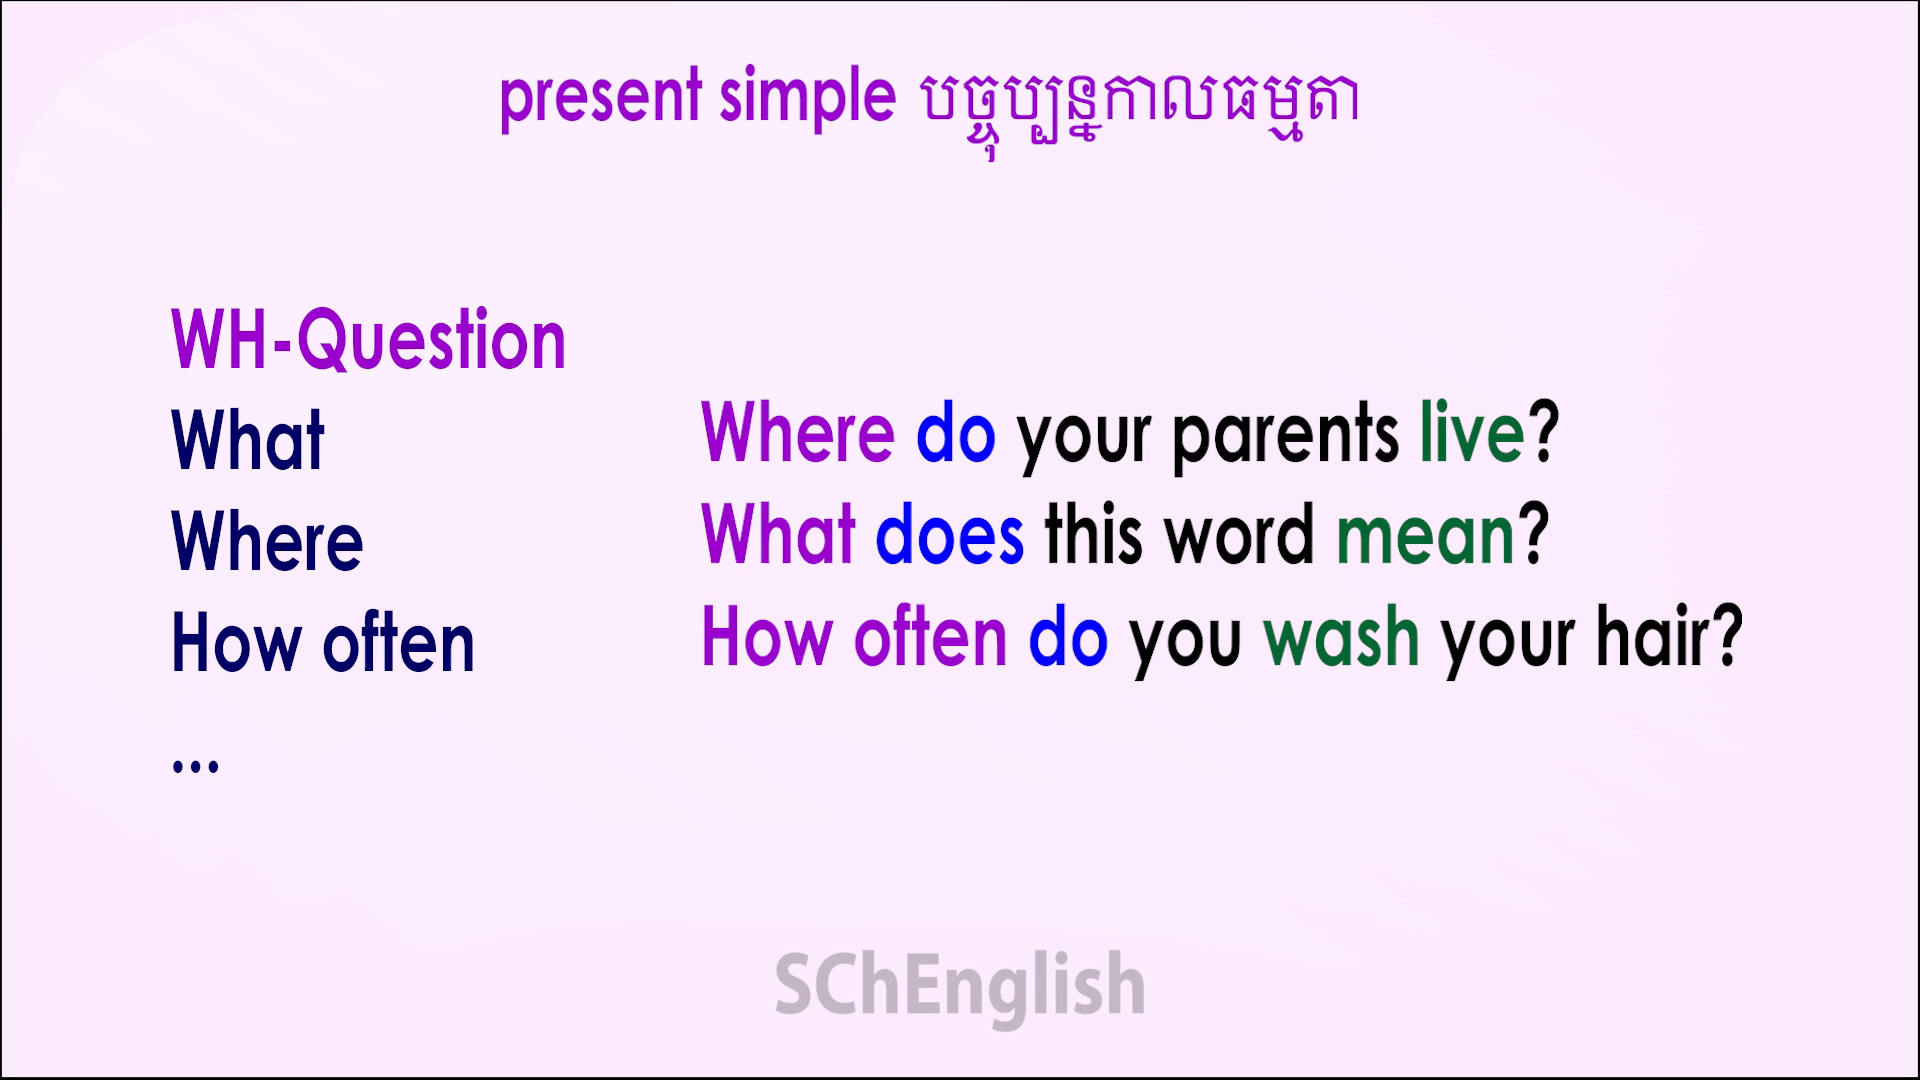 present simple បច្ចុប្បន្នកាលធម្មតា
WH-Question
What
Where
How often
...
Where do your parents live?
What does this word mean?
How often do you wash your hair?
SChEnglish